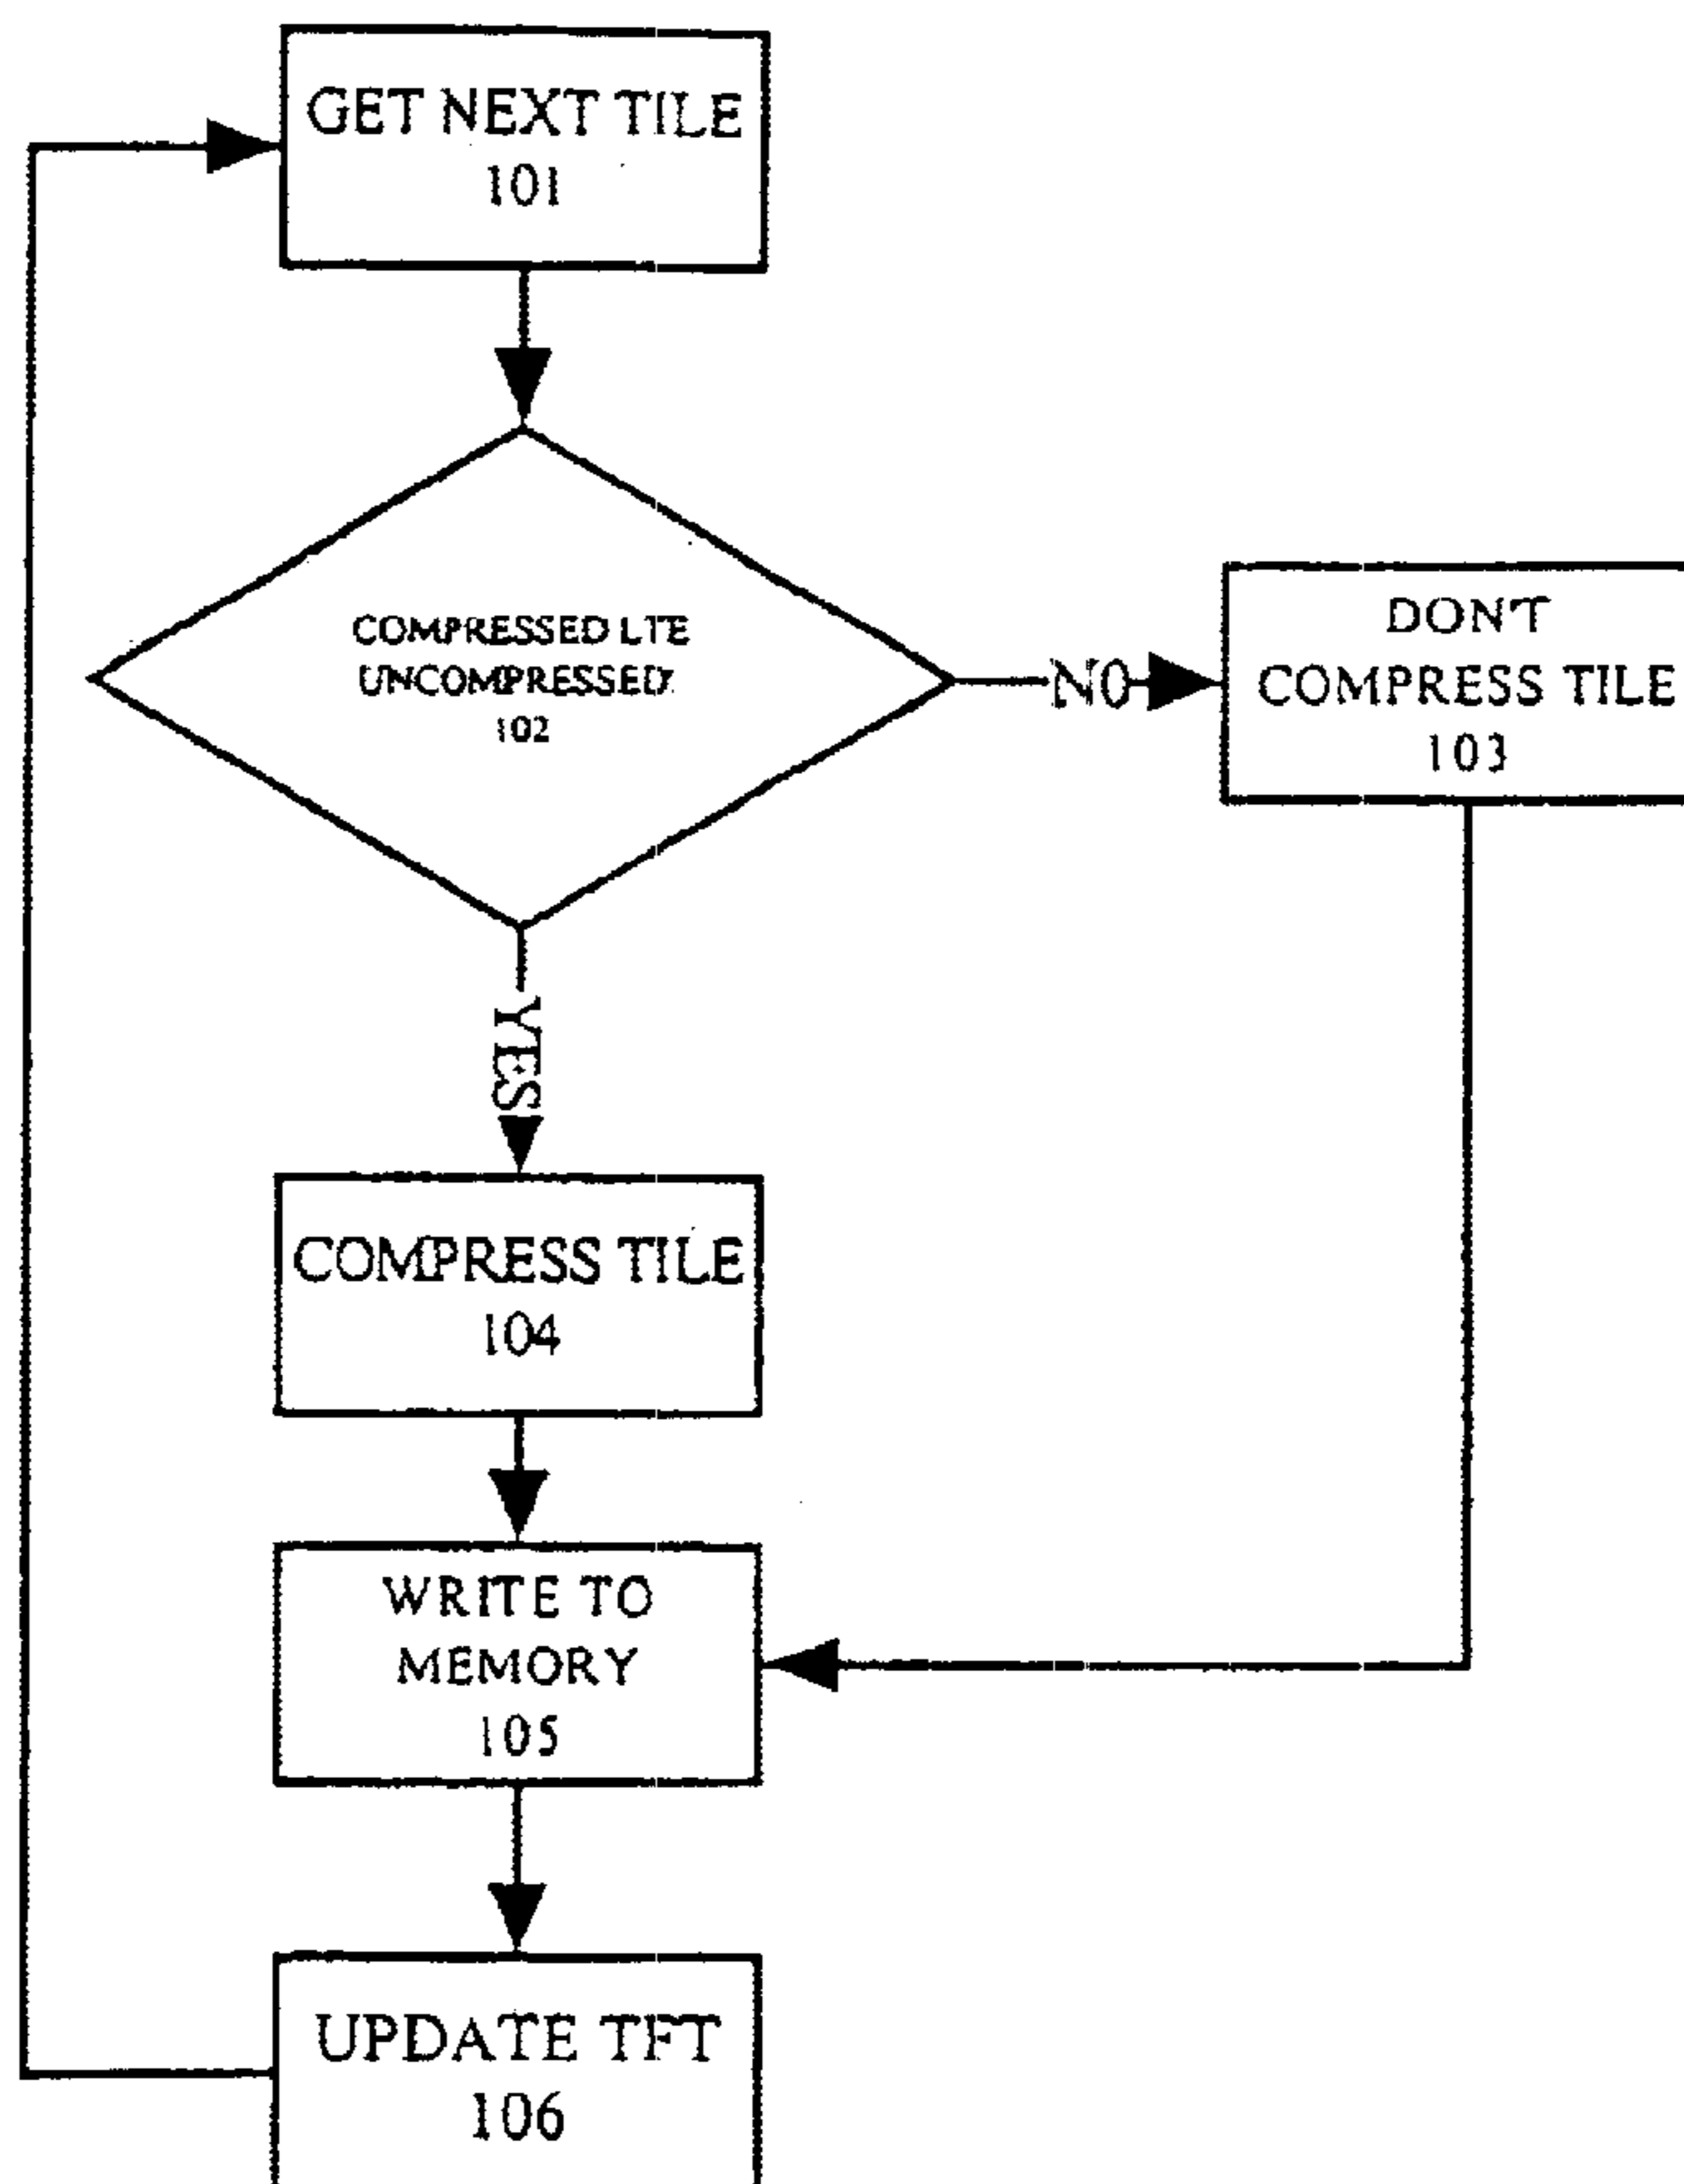 GET NEXT TILE
101
COMPRESSED LTE
UNCOMPRESSED?
102
NO
DON'T
COMPRESS TILE
103
YES
COMPRESS TILE
104
WRITE TO
MEMORY
105
UPDATE TFT
106